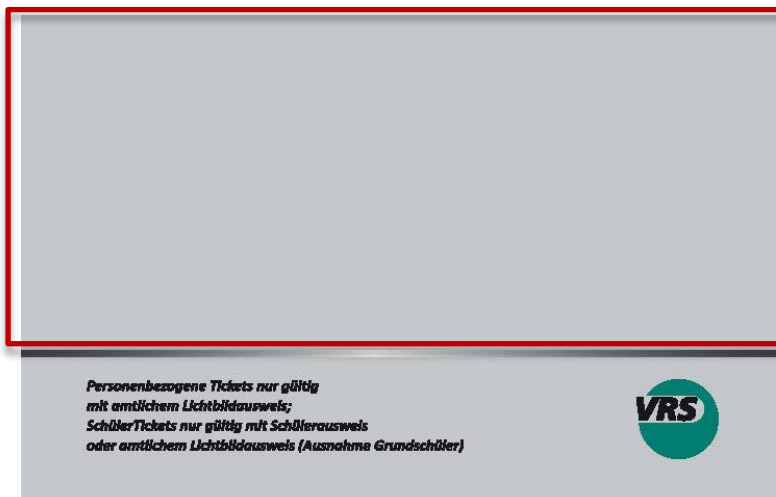 Personenbezogene Tickets nur gültig
mit amtlichem Lichtbildausweis;
SchülerTickets nur gültig mit Schülerausweis
oder amtlichem Lichtbildausweis (Ausnahme Grundschüler)
VRS